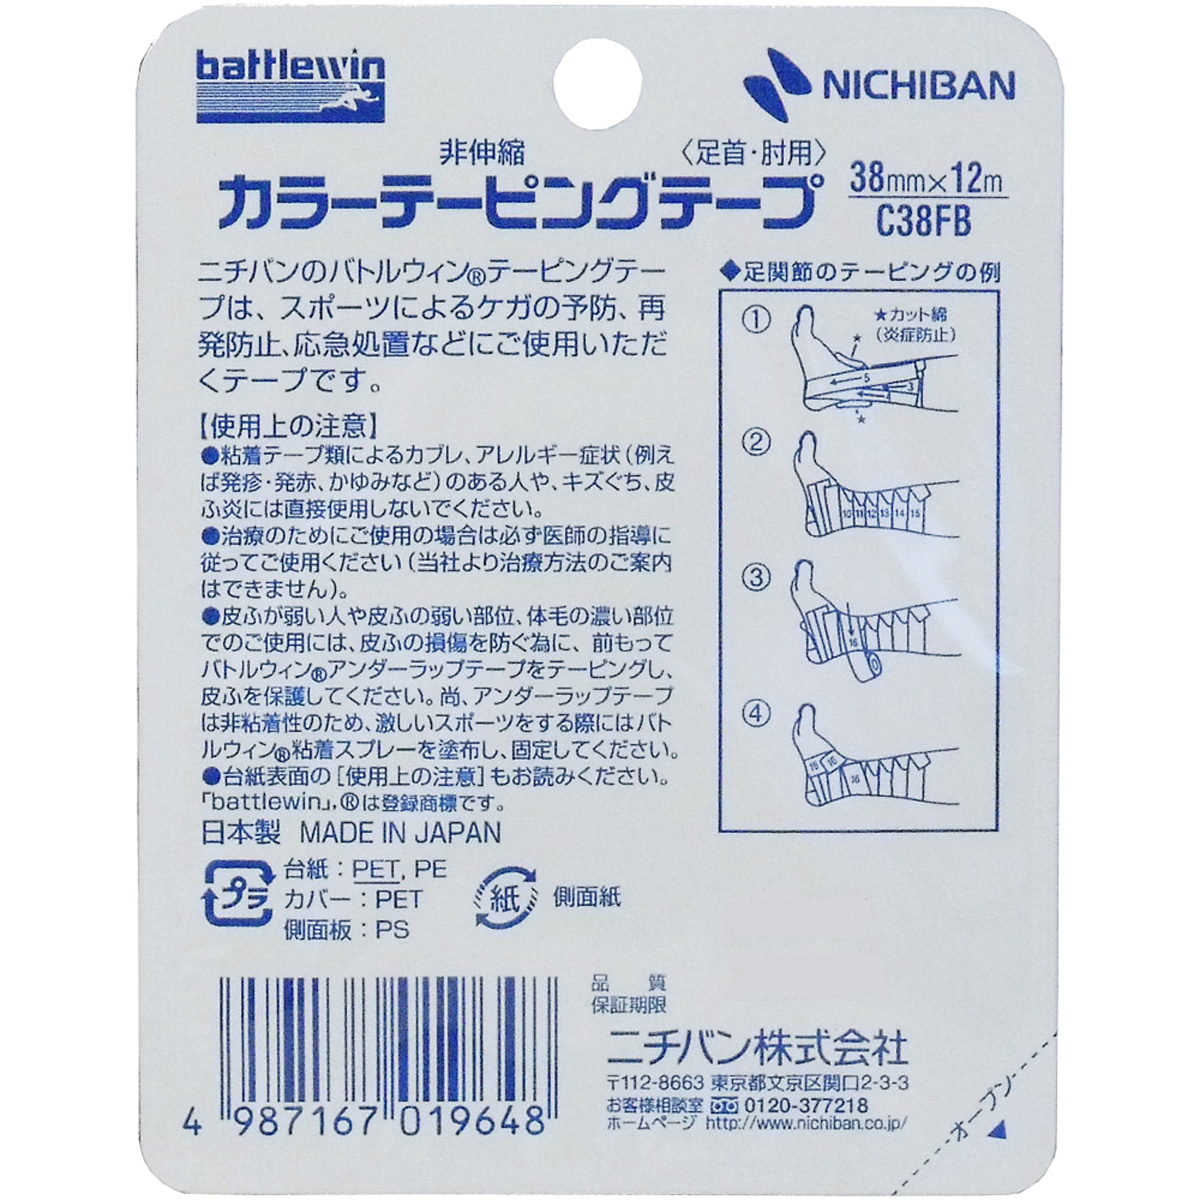 battlewin
NICHIBAN
非伸縮
〈足首・肘用〉
カラーテーピングテープ
38mm×12m
C38FB
ニチバンのバトルウィン®テーピングテー
プは、スポーツによるケガの予防、再
発防止、応急処置などにご使用いただ
くテープです。
【使用上の注意】
●粘着テープ類によるカブレ、アレルギー症状（例え
ば発疹・発赤、かゆみなど）のある人や、キズぐち、皮
ふ炎には直接使用しないでください。
●治療のためにご使用の場合は必ず医師の指導に
従ってご使用ください（当社より治療方法のご案内
はできません）。
●皮ふが弱い人や皮ふの弱い部位、体毛の濃い部位
でのご使用には、皮ふの損傷を防ぐ為に、前もって
バトルウィン®アンダーラップテープをテーピングし、
皮ふを保護してください。尚、アンダーラップテープ
は非粘着性のため、激しいスポーツをする際にはバト
ルウィン®粘着スプレーを塗布し、固定してください。
●台紙表面の［使用上の注意］もお読みください。
「battlewin」,®は登録商標です。
日本製 MADE IN JAPAN
プラ
台紙：PET, PE
カバー：PET
側面板：PS
紙
側面紙
◆足関節のテーピングの例
①
★カット綿
（炎症防止）
★
5
3
★
②
10 11 12 13 14 15
③
16
④
16
品質
保証期限
ニチバン株式会社
〒112-8663 東京都文京区関口2-3-3
お客様相談室 0120-377218
ホームページ http://www.nichiban.co.jp/
オープン
4 987167 019648